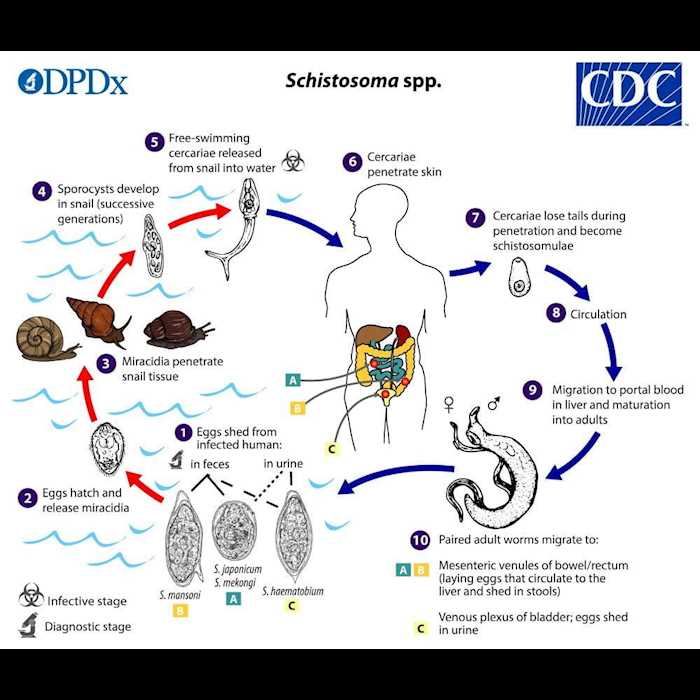 DPDx
Schistosoma spp.
CDC
TM
5 Free-swimming
cercariae released
from snail into water
6 Cercariae
penetrate skin
4 Sporocysts develop
in snail (successive
generations)
7 Cercariae lose tails during
penetration and become
schistosomulae
8 Circulation
3 Miracidia penetrate
snail tissue
A
B
C
9 Migration to portal blood
in liver and maturation
into adults
♀ ♂
1 Eggs shed from
infected human:
in feces
in urine
2 Eggs hatch and
release miracidia
S. mansoni
B
S. japonicum
S. mekongi
A
S. haematobium
C
10 Paired adult worms migrate to:
A B Mesenteric venules of bowel/rectum
(laying eggs that circulate to the
liver and shed in stools)
C Venous plexus of bladder; eggs shed
in urine
Infective stage
Diagnostic stage